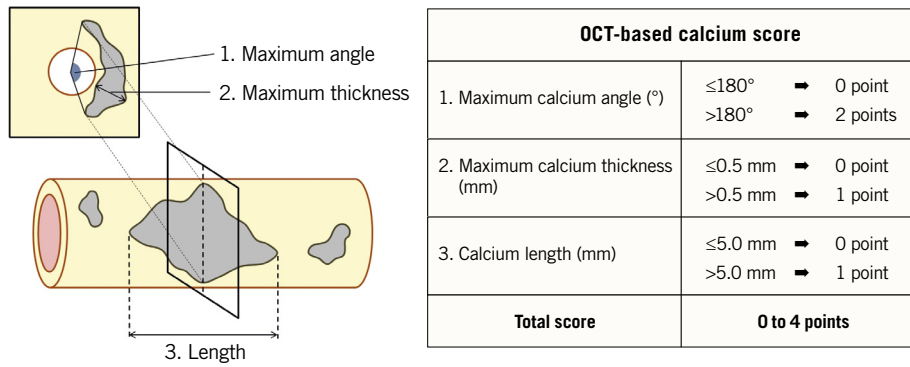 1. Maximum angle
2. Maximum thickness
3. Length
OCT-based calcium score
1. Maximum calcium angle (°)
≤180° ➡ 0 point
>180° ➡ 2 points
2. Maximum calcium thickness
(mm)
≤0.5 mm ➡ 0 point
>0.5 mm ➡ 1 point
3. Calcium length (mm)
≤5.0 mm ➡ 0 point
>5.0 mm ➡ 1 point
Total score
0 to 4 points